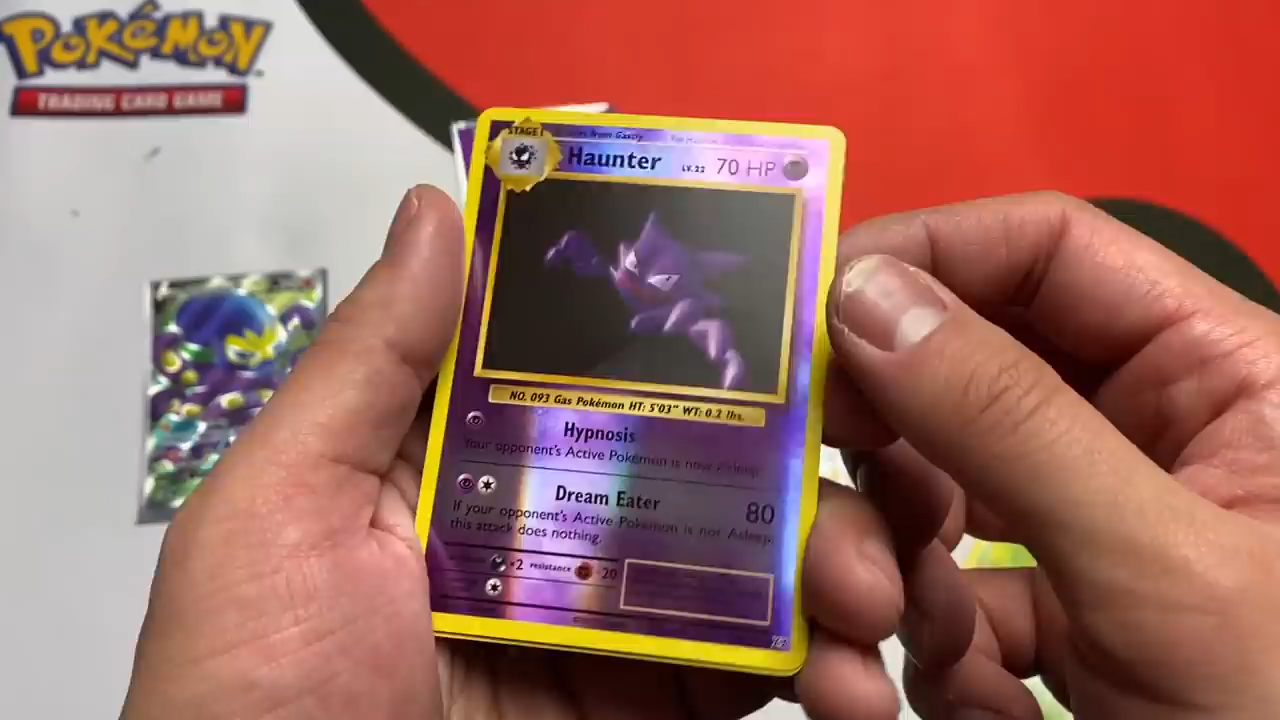 POKÉMON
TRADING CARD GAME
STAGE 1
from Gastly
Haunter LV.22 70 HP
NO. 093 Gas Pokémon HT: 5'03" WT: 0.2 lbs.
Hypnosis
Your opponent's Active Pokémon is now Asleep.
Dream Eater 80
If your opponent's Active Pokémon is not Asleep,
this attack does nothing.
×2 resistance -20